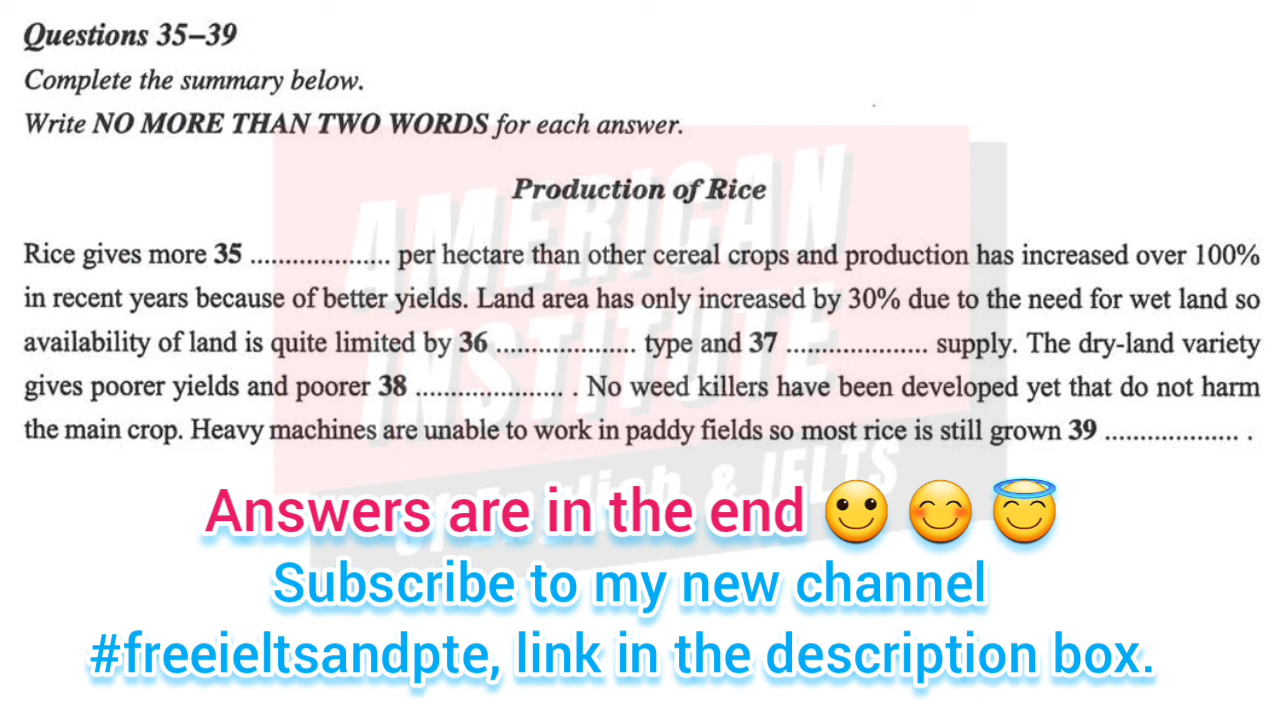 Questions 35–39
Complete the summary below.
Write NO MORE THAN TWO WORDS for each answer.
AMERICAN
Production of Rice
Rice gives more 35 .................... per hectare than other cereal crops and production has increased over 100%
in recent years because of better yields. Land area has only increased by 30% due to the need for wet land so
INSTITUTE
availability of land is quite limited by 36 .................... type and 37 .................... supply. The dry-land variety
gives poorer yields and poorer 38 ..................... . No weed killers have been developed yet that do not harm
the main crop. Heavy machines are unable to work in paddy fields so most rice is still grown 39 ................... .
of English & IELTS
Answers are in the end 🙂 😊 😇
Subscribe to my new channel
#freeieltsandpte, link in the description box.